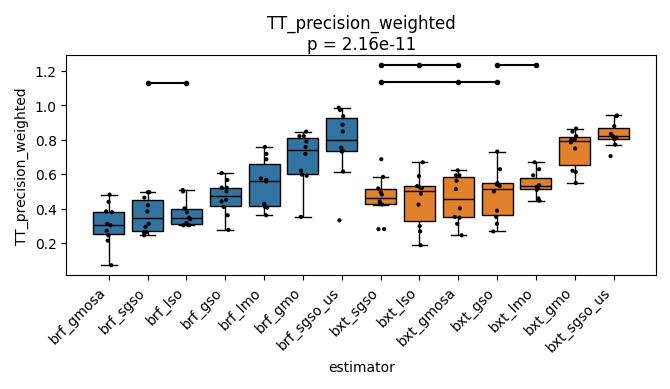 TT_precision_weighted
p = 2.16e-11
TT_precision_weighted
1.2
1.0
0.8
0.6
0.4
0.2
brf_gmosa
brf_sgso
brf_lso
brf_gso
brf_lmo
brf_gmo
brf_sgso_us
bxt_sgso
bxt_lso
bxt_gmosa
bxt_gso
bxt_lmo
bxt_gmo
bxt_sgso_us
estimator